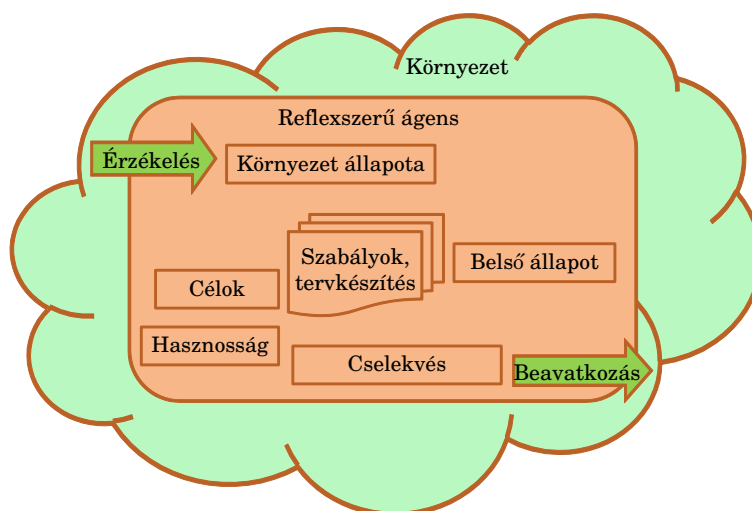 Környezet
Reflexszerű ágens
Érzékelés
Környezet állapota
Szabályok,
tervkészítés
Belső állapot
Célok
Hasznosság
Cselekvés
Beavatkozás